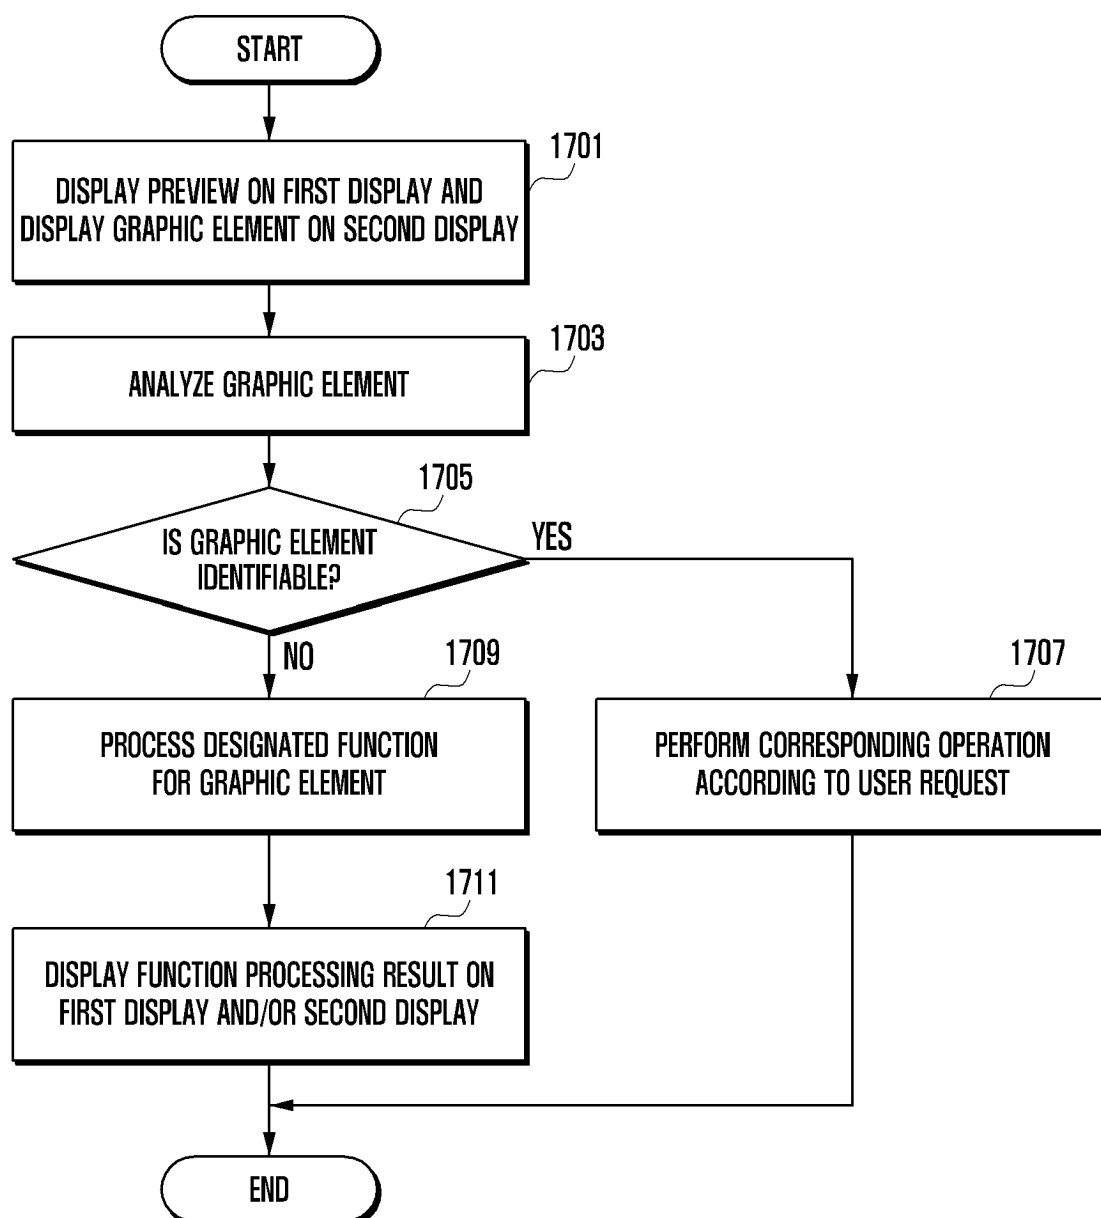 START
1701
DISPLAY PREVIEW ON FIRST DISPLAY AND
DISPLAY GRAPHIC ELEMENT ON SECOND DISPLAY
1703
ANALYZE GRAPHIC ELEMENT
1705
IS GRAPHIC ELEMENT
IDENTIFIABLE?
YES
NO
1709
PROCESS DESIGNATED FUNCTION
FOR GRAPHIC ELEMENT
1707
PERFORM CORRESPONDING OPERATION
ACCORDING TO USER REQUEST
1711
DISPLAY FUNCTION PROCESSING RESULT ON
FIRST DISPLAY AND/OR SECOND DISPLAY
END